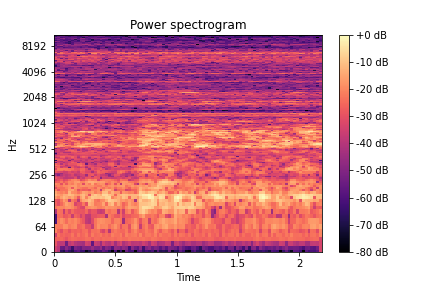 Power spectrogram
Hz
8192
4096
2048
1024
512
256
128
64
0
0
0.5
1
1.5
2
Time
+0 dB
-10 dB
-20 dB
-30 dB
-40 dB
-50 dB
-60 dB
-70 dB
-80 dB